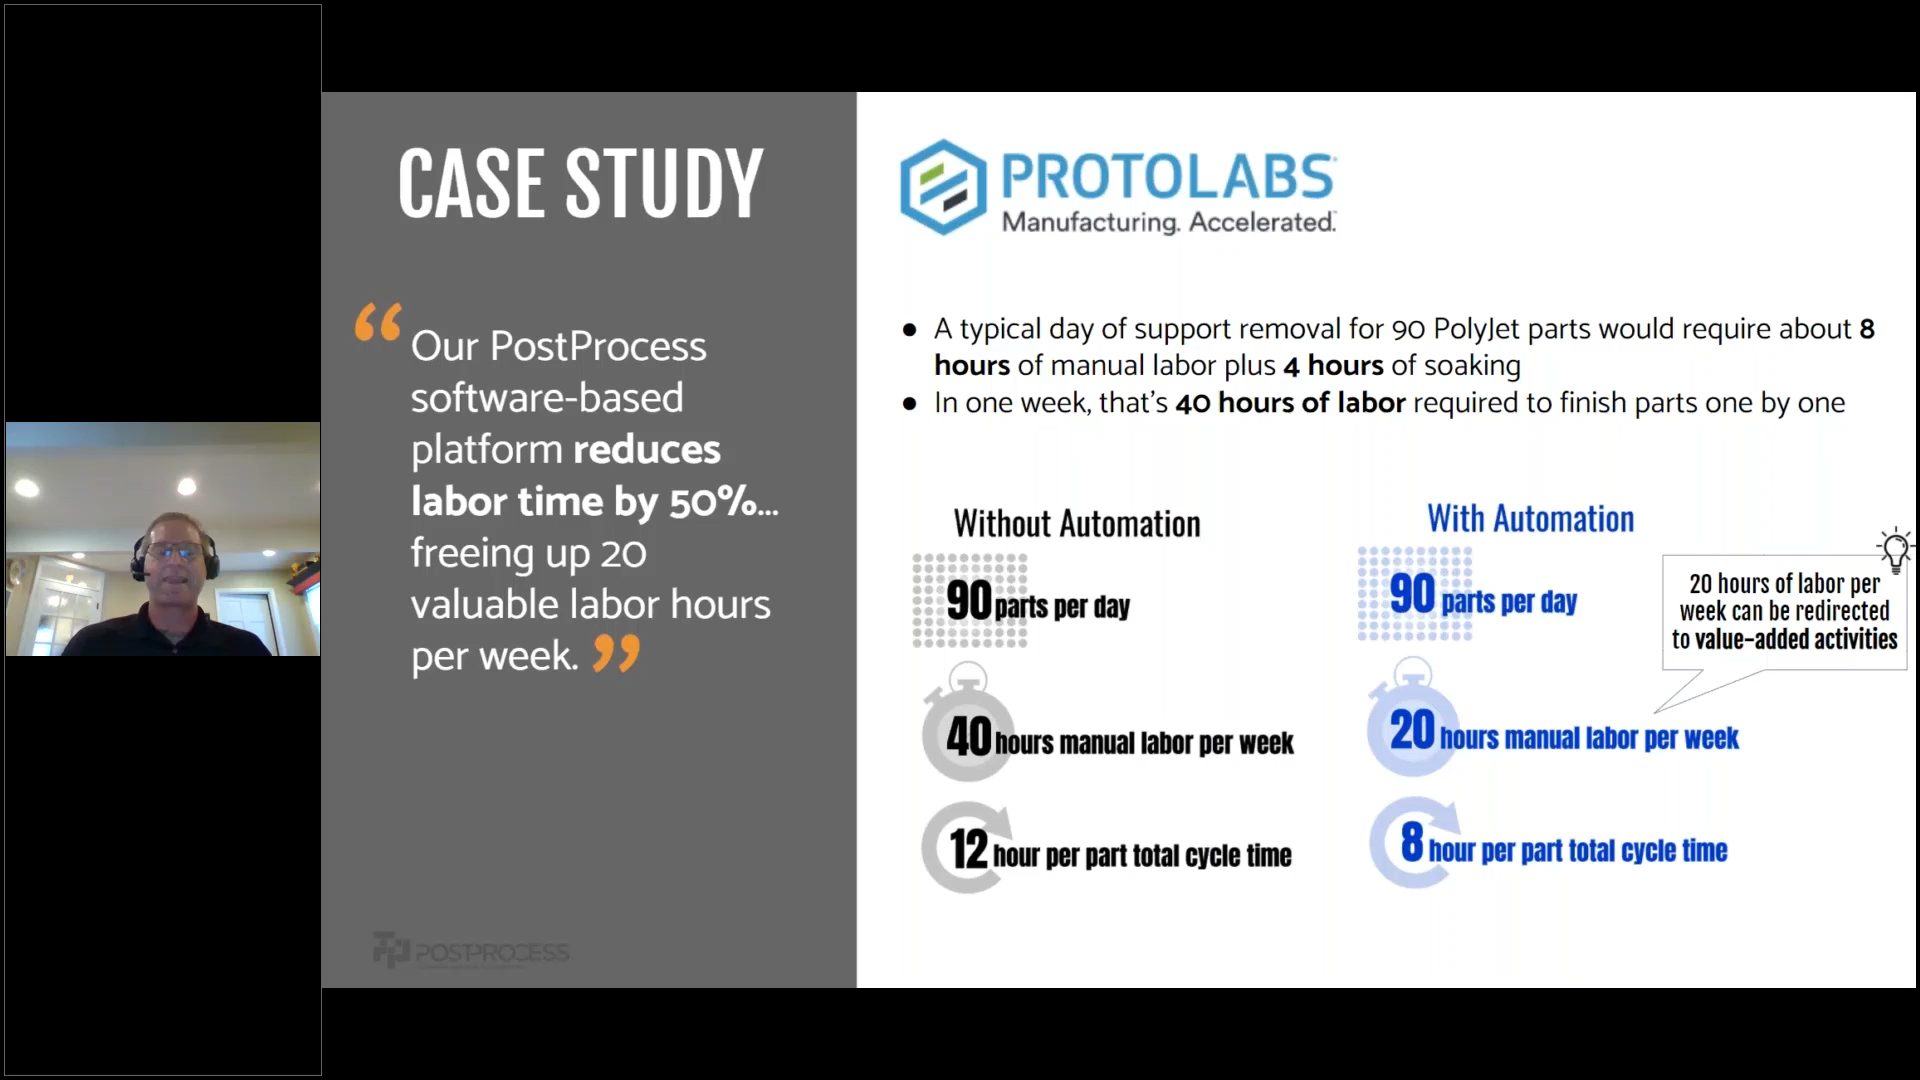 CASE STUDY
“ Our PostProcess
software-based
platform reduces
labor time by 50%...
freeing up 20
valuable labor hours
per week. ”
POSTPROCESS
PROTOLABS
Manufacturing. Accelerated.
● A typical day of support removal for 90 PolyJet parts would require about 8
hours of manual labor plus 4 hours of soaking
● In one week, that's 40 hours of labor required to finish parts one by one
Without Automation
90 parts per day
40 hours manual labor per week
12 hour per part total cycle time
With Automation
90 parts per day
20 hours manual labor per week
8 hour per part total cycle time
20 hours of labor per
week can be redirected
to value-added activities